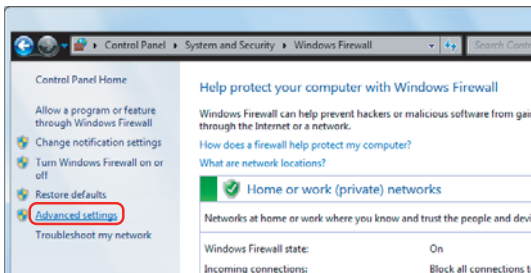 Control Panel System and Security Windows Firewall Search Contr
Control Panel Home
Allow a program or feature
through Windows Firewall
Change notification settings
Turn Windows Firewall on or
off
Restore defaults
Advanced settings
Troubleshoot my network
Help protect your computer with Windows Firewall
Windows Firewall can help prevent hackers or malicious software from gain
through the Internet or a network.
How does a firewall help protect my computer?
What are network locations?
Home or work (private) networks
Networks at home or work where you know and trust the people and devi
Windows Firewall state: On
Incoming connections: Block all connections t